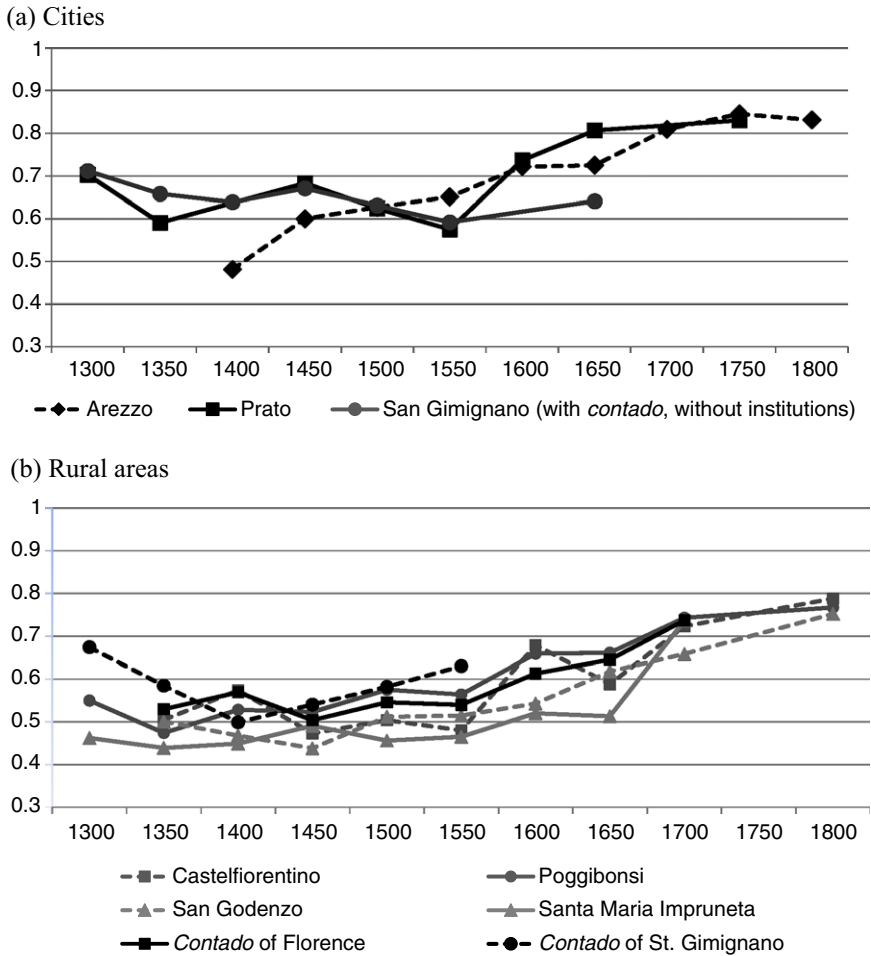 (a) Cities
1
0.9
0.8
0.7
0.6
0.5
0.4
0.3
1300 1350 1400 1450 1500 1550 1600 1650 1700 1750 1800
Arezzo Prato San Gimignano (with contado, without institutions)
(b) Rural areas
1
0.9
0.8
0.7
0.6
0.5
0.4
0.3
1300 1350 1400 1450 1500 1550 1600 1650 1700 1750 1800
Castelfiorentino Poggibonsi
San Godenzo Santa Maria Impruneta
Contado of Florence Contado of St. Gimignano